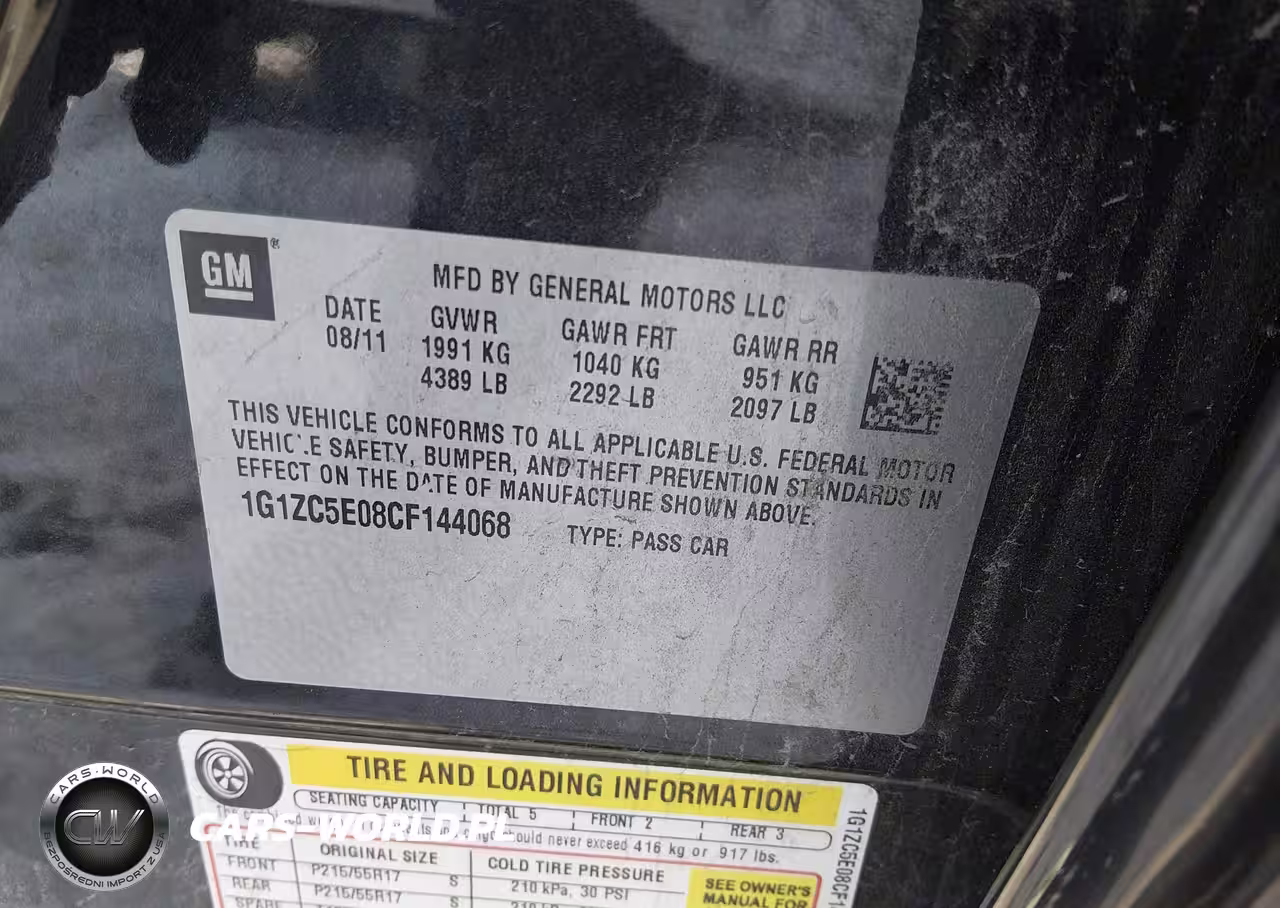 GM®
MFD BY GENERAL MOTORS LLC
DATE GVWR GAWR FRT GAWR RR
08/11 1991 KG 1040 KG 951 KG
4389 LB 2292 LB 2097 LB
THIS VEHICLE CONFORMS TO ALL APPLICABLE U.S. FEDERAL MOTOR
VEHICLE SAFETY, BUMPER, AND THEFT PREVENTION STANDARDS IN
EFFECT ON THE DATE OF MANUFACTURE SHOWN ABOVE.
1G1ZC5E08CF144068 TYPE: PASS CAR
TIRE AND LOADING INFORMATION
SEATING CAPACITY TOTAL 5 FRONT 2 REAR 3
should never exceed 416 kg or 917 lbs.
TIRE ORIGINAL SIZE COLD TIRE PRESSURE
FRONT P215/55R17 S 210 kPa, 30 PSI
REAR P215/55R17 S
SPARE
SEE OWNER'S
MANUAL FOR
1G1ZC5E08CF1
CARS-WORLD.PL
CARS-WORLD
CW
BEZPOŚREDNI IMPORT Z USA